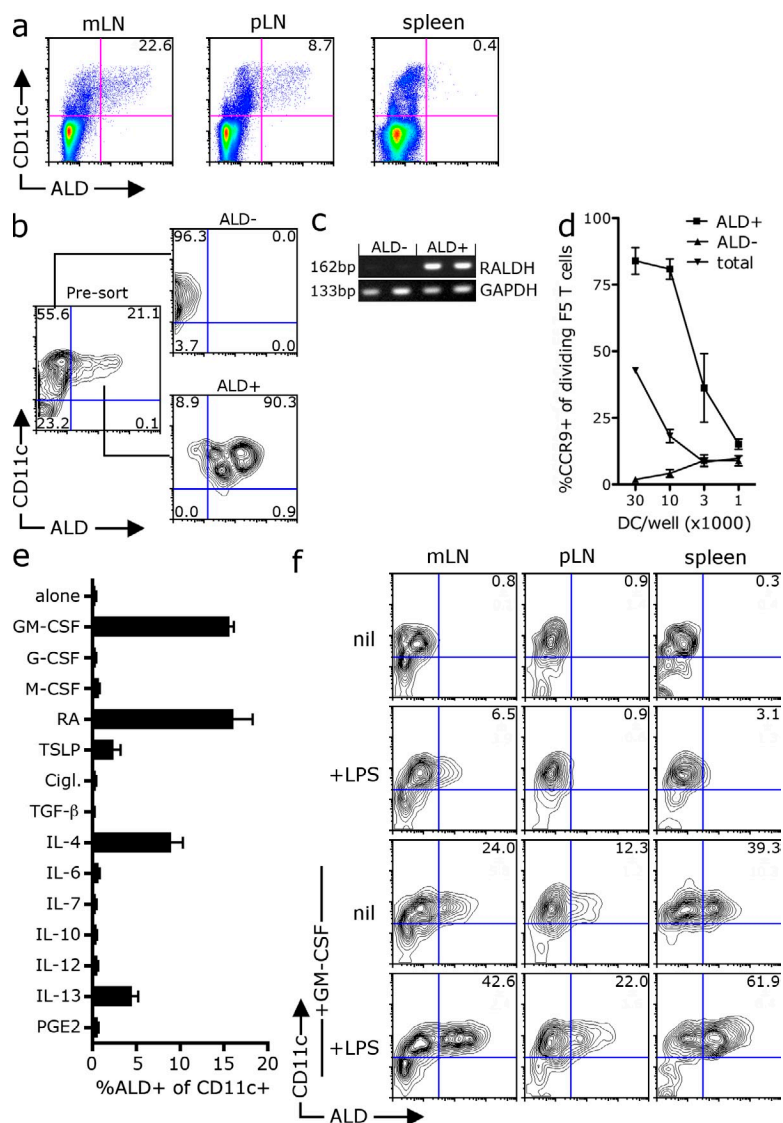 a
mLN
pLN
spleen
22.6
8.7
0.4
CD11c
ALD
b
ALD-
96.3
0.0
3.7
0.0
Pre-sort
55.6
21.1
23.2
0.1
ALD+
8.9
90.3
0.0
0.9
CD11c
ALD
c
ALD- ALD+
162bp RALDH
133bp GAPDH
d
ALD+
ALD-
total
%CCR9+ of dividing F5 T cells
100
75
50
25
0
30 10 3 1
DC/well (x1000)
e
alone
GM-CSF
G-CSF
M-CSF
RA
TSLP
Cigl.
TGF-β
IL-4
IL-6
IL-7
IL-10
IL-12
IL-13
PGE2
0 5 10 15 20
%ALD+ of CD11c+
f
mLN
pLN
spleen
nil
0.8
0.9
0.3
+LPS
6.5
0.9
3.1
nil
24.0
12.3
39.3
+GM-CSF
+LPS
42.6
22.0
61.9
CD11c
ALD